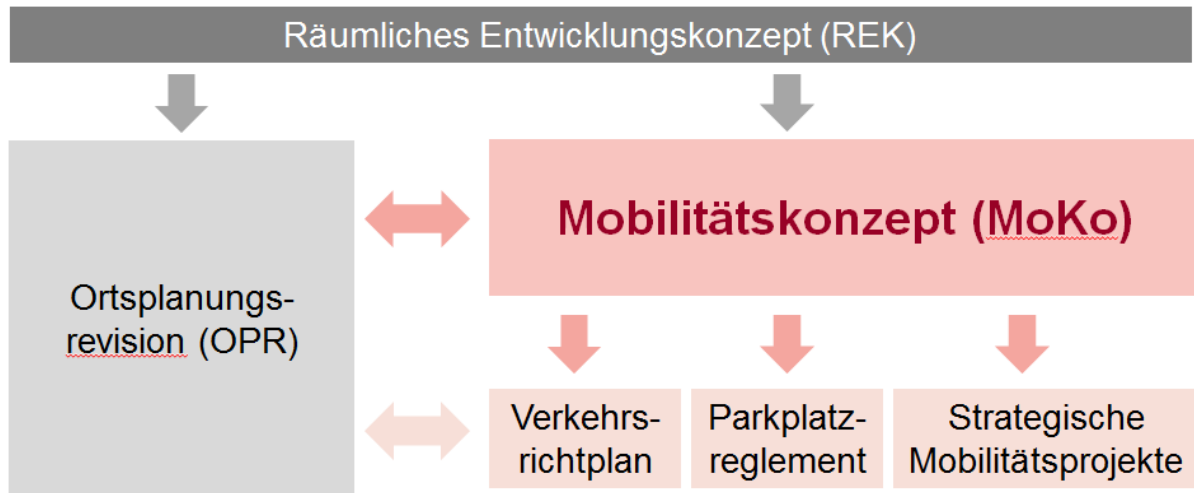 Räumliches Entwicklungskonzept (REK)
Ortsplanungs-
revision (OPR)
Mobilitätskonzept (MoKo)
Verkehrs-
richtplan
Parkplatz-
reglement
Strategische
Mobilitätsprojekte